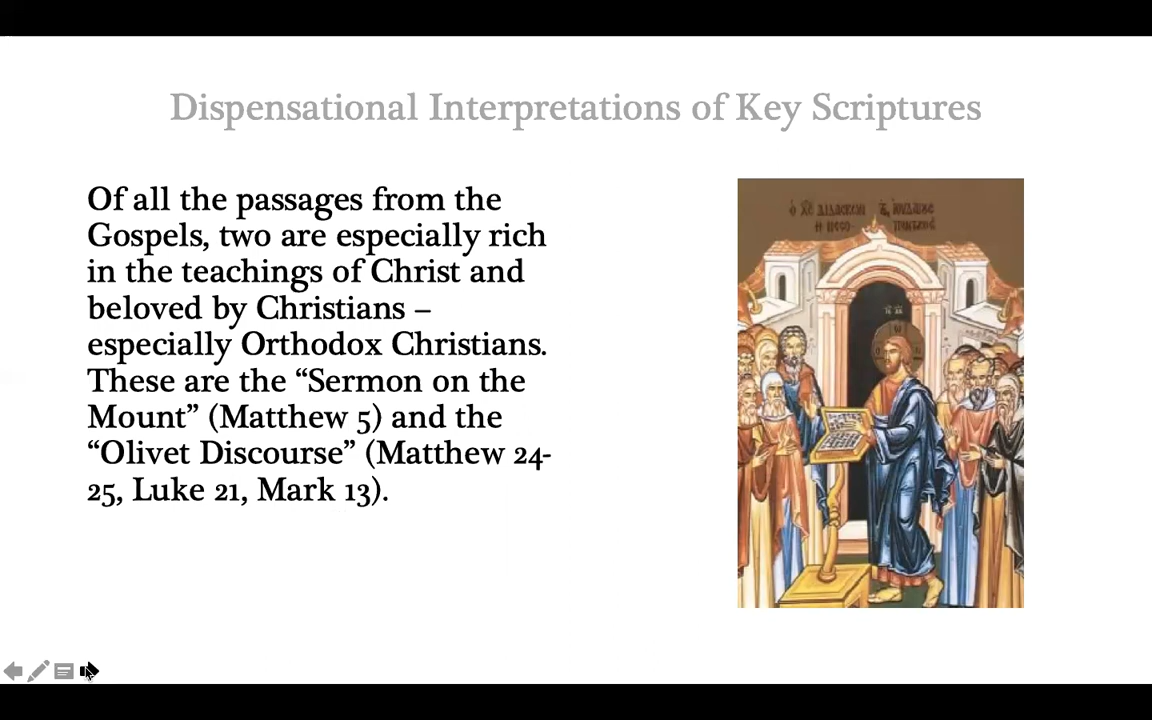 Dispensational Interpretations of Key Scriptures
Of all the passages from the
Gospels, two are especially rich
in the teachings of Christ and
beloved by Christians –
especially Orthodox Christians.
These are the “Sermon on the
Mount” (Matthew 5) and the
“Olivet Discourse” (Matthew 24-
25, Luke 21, Mark 13).